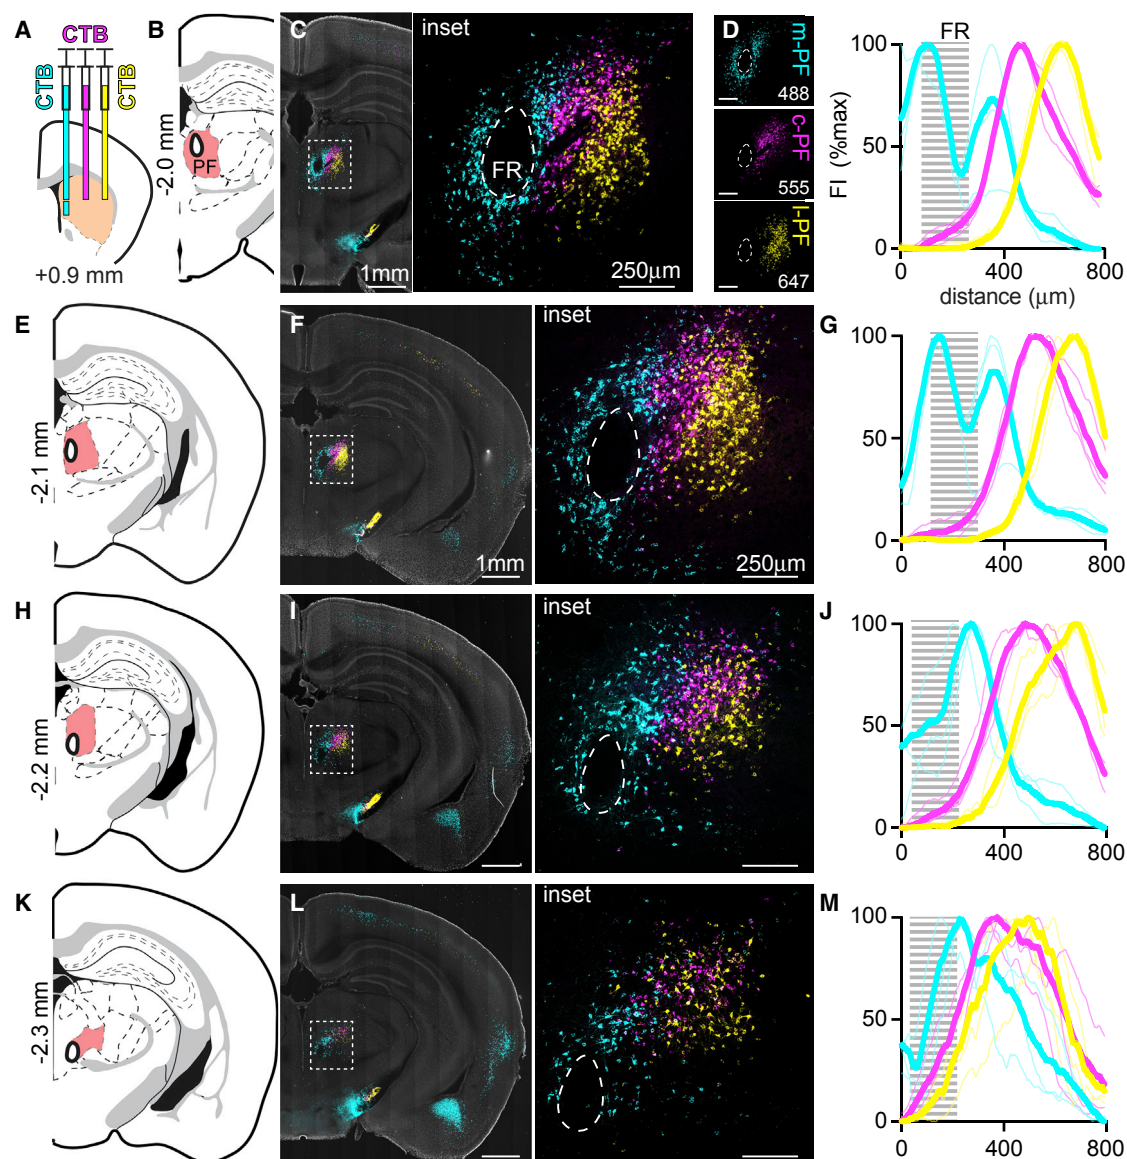 A
CTB
CTB
CTB
+0.9 mm
B
-2.0 mm
PF
C
1mm
inset
FR
250μm
D
m-PF
488
c-PF
555
l-PF
647
FR
FI (%max)
100
50
0
0
400
800
distance (μm)
E
-2.1 mm
F
1mm
inset
250μm
G
100
50
0
0
400
800
H
-2.2 mm
I
inset
J
100
50
0
0
400
800
K
-2.3 mm
L
inset
M
100
50
0
0
400
800